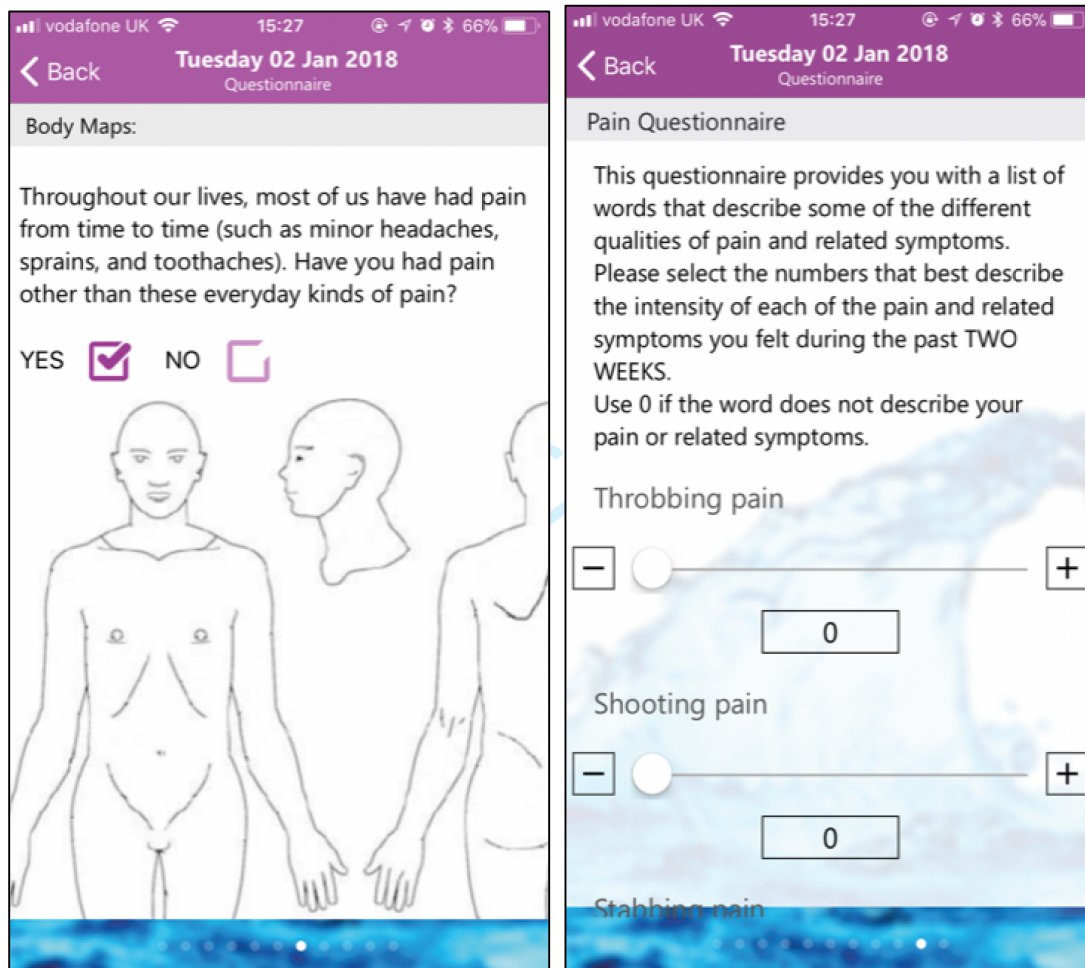 vodafone UK 15:27 66%
Back Tuesday 02 Jan 2018
Questionnaire
Body Maps:
Throughout our lives, most of us have had pain
from time to time (such as minor headaches,
sprains, and toothaches). Have you had pain
other than these everyday kinds of pain?
YES NO
vodafone UK 15:27 66%
Back Tuesday 02 Jan 2018
Questionnaire
Pain Questionnaire
This questionnaire provides you with a list of
words that describe some of the different
qualities of pain and related symptoms.
Please select the numbers that best describe
the intensity of each of the pain and related
symptoms you felt during the past TWO
WEEKS.
Use 0 if the word does not describe your
pain or related symptoms.
Throbbing pain
− +
0
Shooting pain
− +
0
Stabbing pain